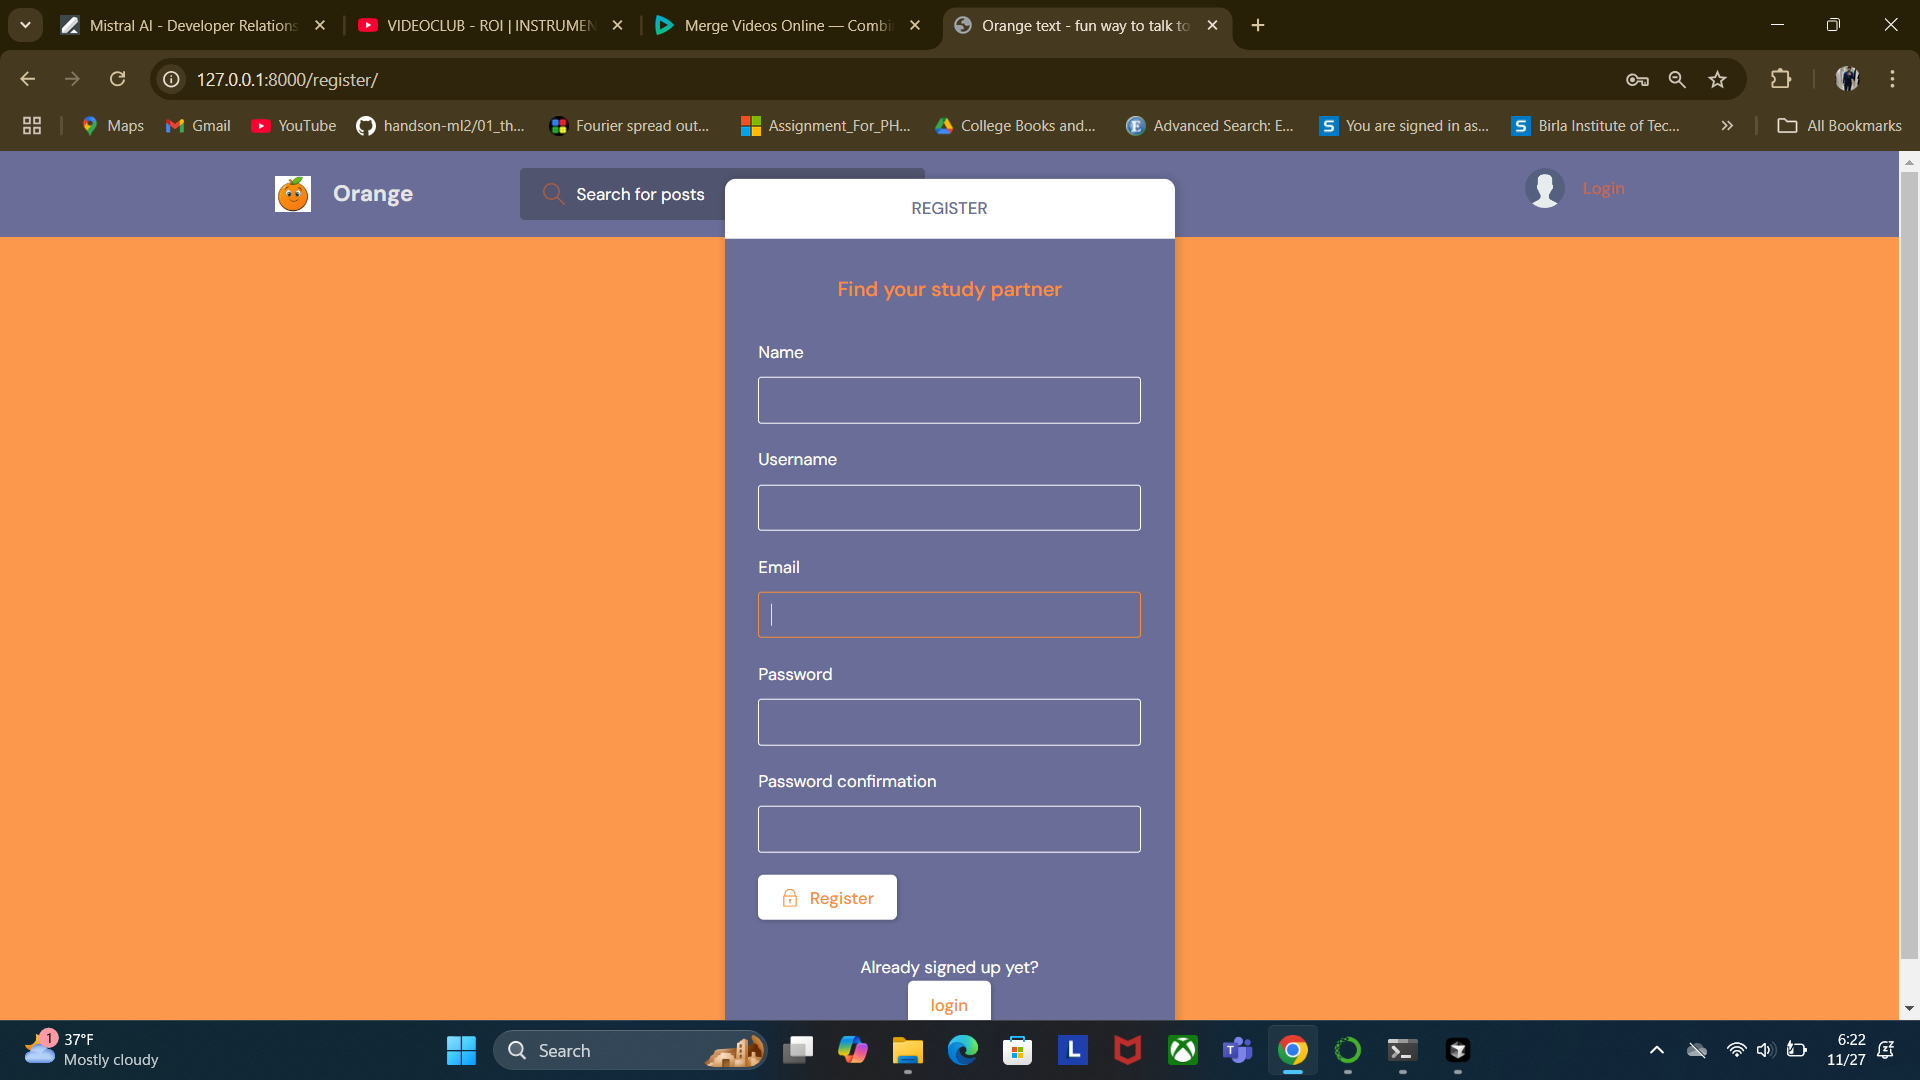 Mistral AI - Developer Relations
VIDEOCLUB - ROI | INSTRUMEN
Merge Videos Online — Combi
Orange text - fun way to talk to
127.0.0.1:8000/register/
Maps
Gmail
YouTube
handson-ml2/01_th...
Fourier spread out...
Assignment_For_PH...
College Books and...
Advanced Search: E...
You are signed in as...
Birla Institute of Tec...
All Bookmarks
Orange
Search for posts
Login
REGISTER
Find your study partner
Name
Username
Email
Password
Password confirmation
Register
Already signed up yet?
login
1
37°F
Mostly cloudy
Search
L
6:22
11/27